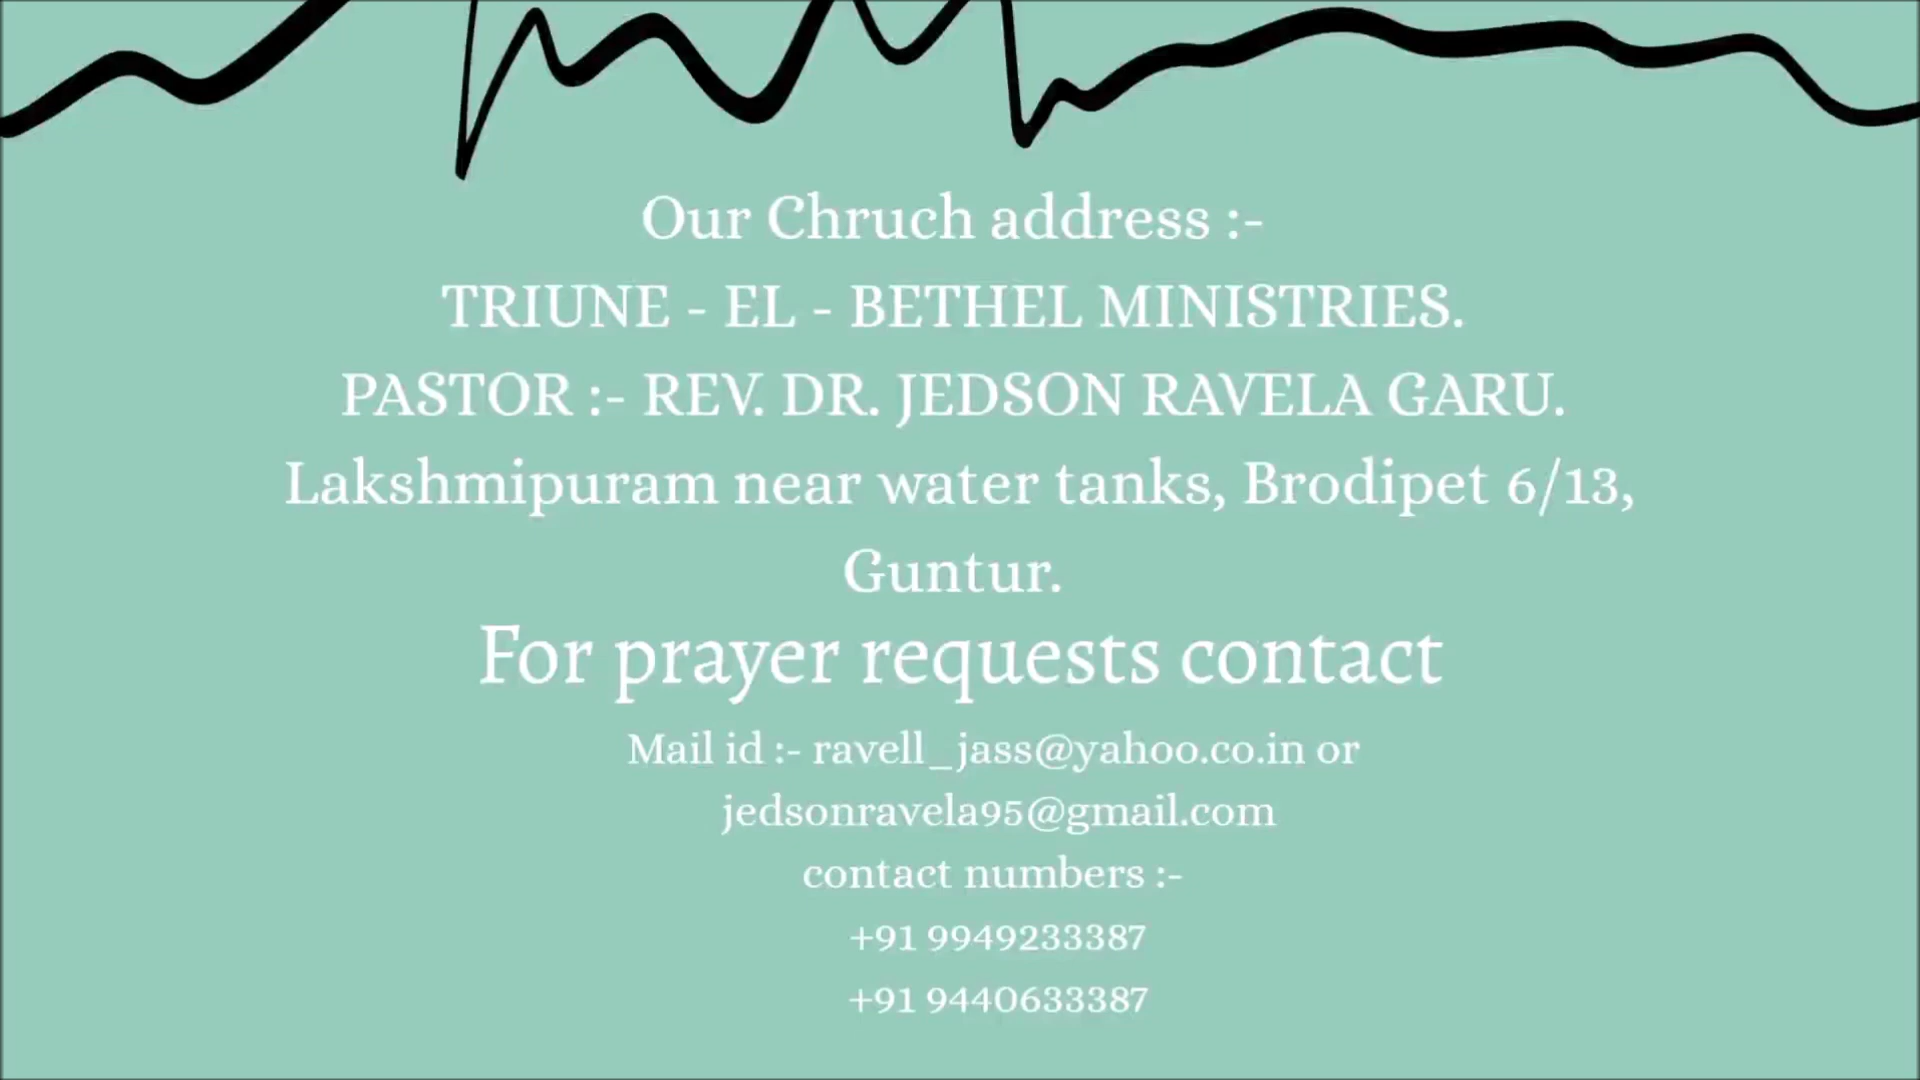 Our Chruch address :-
TRIUNE - EL - BETHEL MINISTRIES.
PASTOR :- REV. DR. JEDSON RAVELA GARU.
Lakshmipuram near water tanks, Brodipet 6/13,
Guntur.
For prayer requests contact
Mail id :- ravell_jass@yahoo.co.in or
jedsonravela95@gmail.com
contact numbers :-
+91 9949233387
+91 9440633387